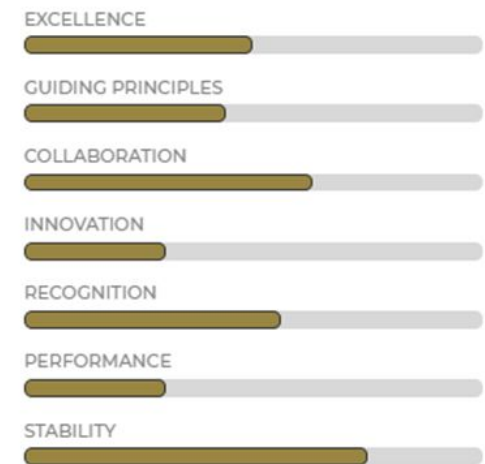 EXCELLENCE
GUIDING PRINCIPLES
COLLABORATION
INNOVATION
RECOGNITION
PERFORMANCE
STABILITY